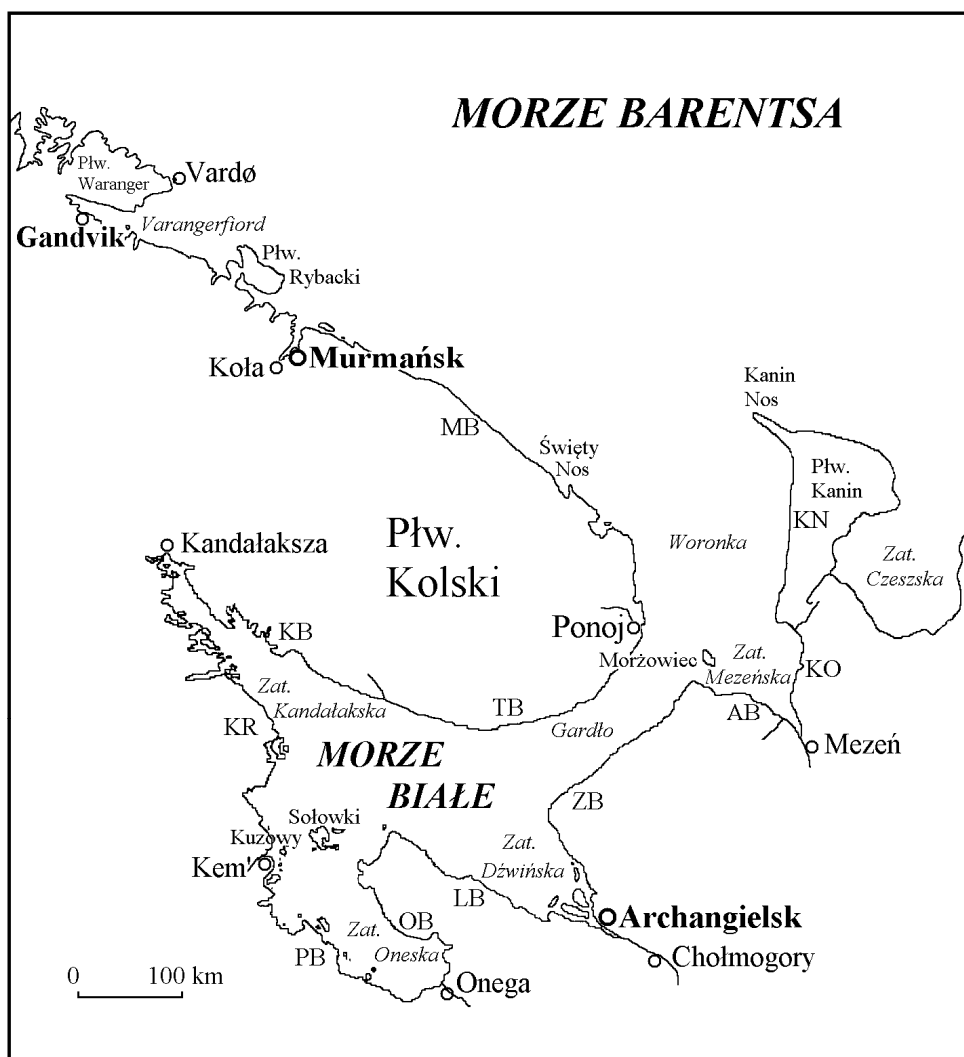 MORZE BARENTSA
Płw.
Waranger
Vardø
Gandvik
Varangerfiord
Płw.
Rybacki
Koła
Murmańsk
Kanin
Nos
MB
Święty
Nos
Płw.
Kanin
KN
Kandałaksza
Płw.
Kolski
Woronka
Zat.
Czeszska
KB
Ponoj
Morżowiec
Zat.
Mezeńska
KO
Zat.
Kandałakska
TB
Gardło
AB
KR
Mezeń
MORZE
BIAŁE
ZB
Sołowki
Kuzowy
Kem'
Zat.
Dźwińska
LB
Archangielsk
OB
Zat.
Oneska
PB
Chołmogory
Onega
0 100 km